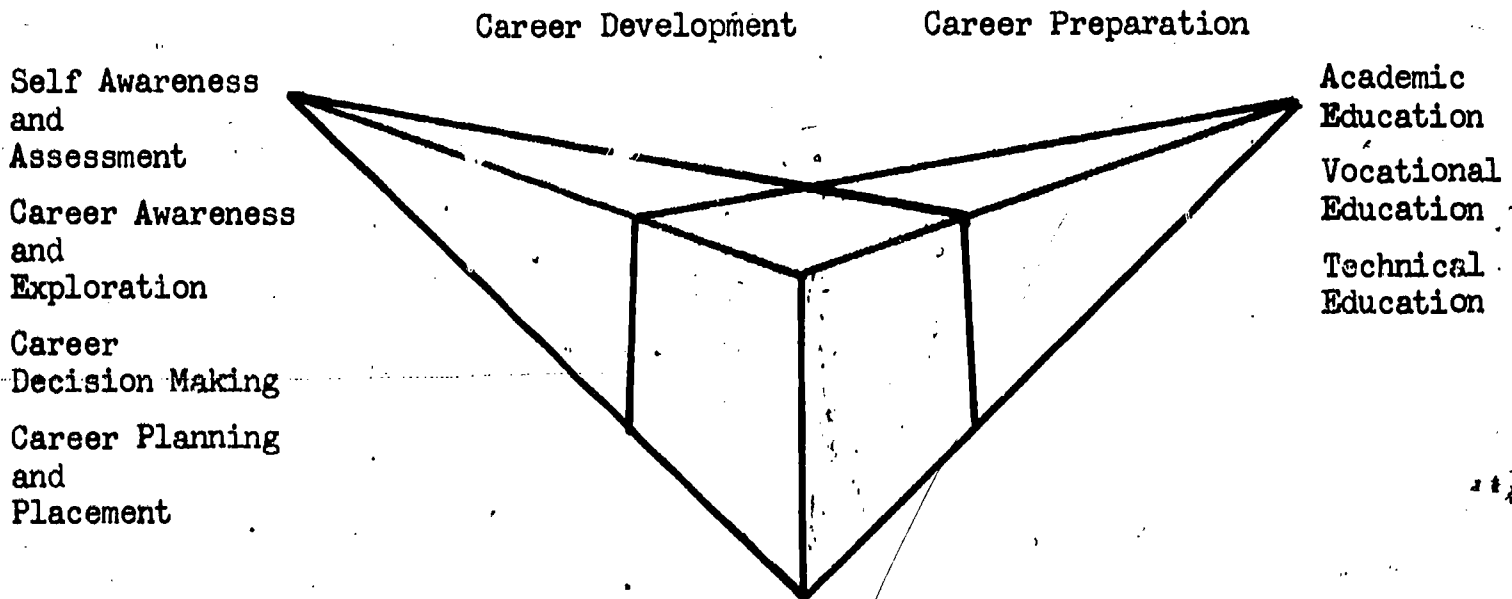 Career Development Career Preparation
Self Awareness
and
Assessment
Career Awareness
and
Exploration
Career
Decision Making
Career Planning
and
Placement
Academic
Education
Vocational
Education
Technical
Education